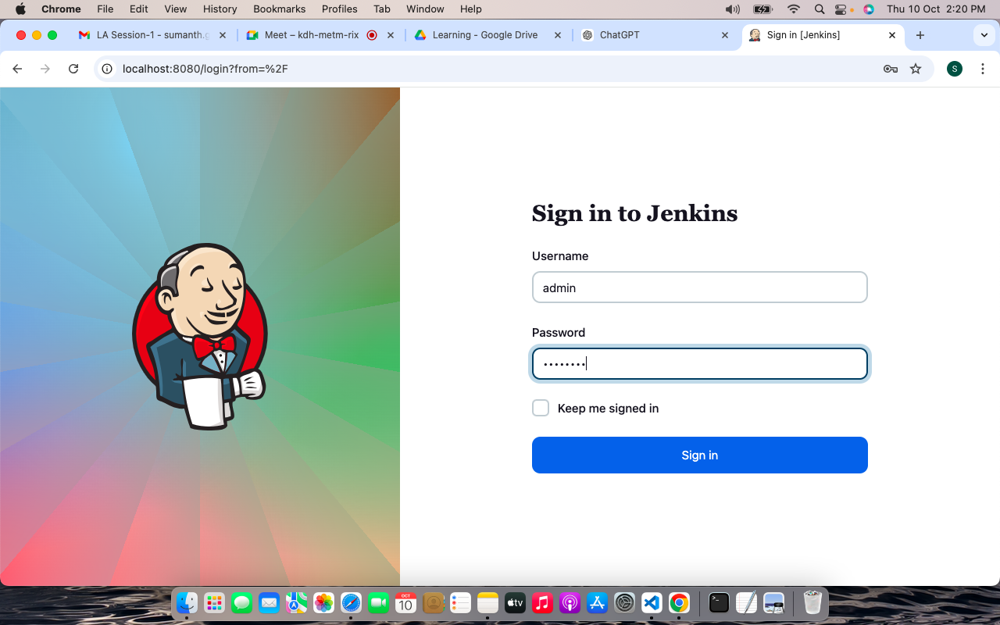 Chrome File Edit View History Bookmarks Profiles Tab Window Help Thu 10 Oct 2:20 PM
LA Session-1 - sumanth.g Meet – kdh-metm-rix Learning - Google Drive ChatGPT Sign in [Jenkins]
localhost:8080/login?from=%2F S
Sign in to Jenkins
Username
admin
Password
••••••••
Keep me signed in
Sign in
OCT
10
tv
>_